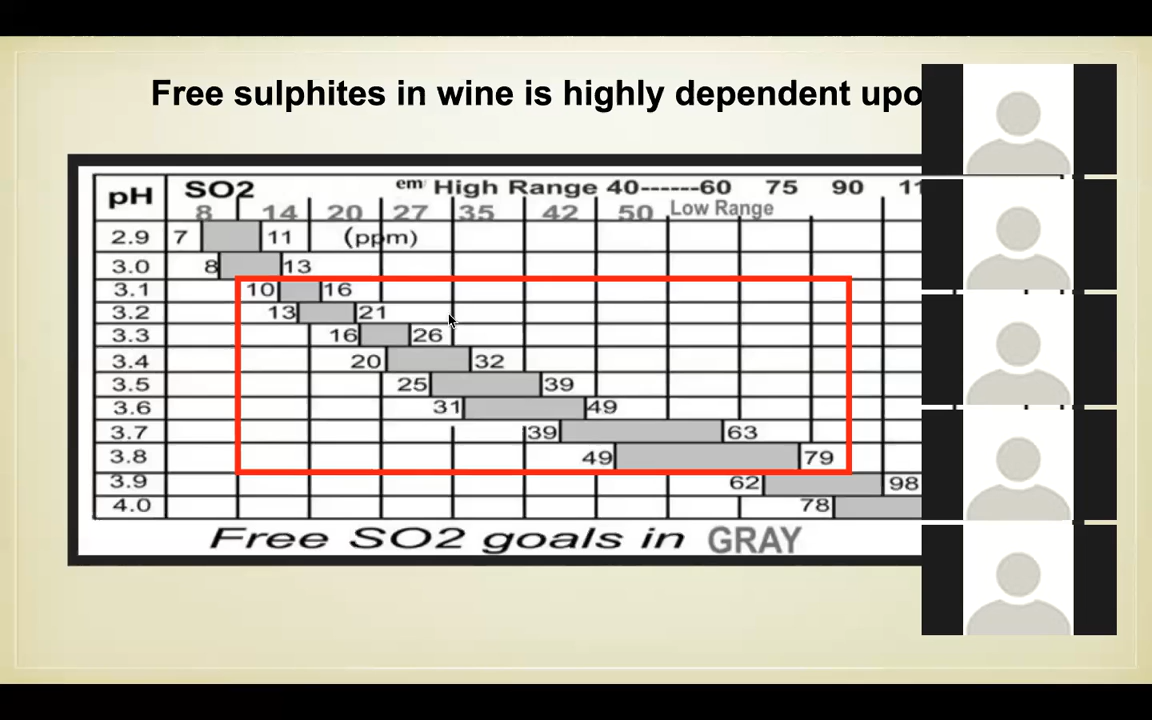 Free sulphites in wine is highly dependent upo
pH SO2 em High Range 40------60 75 90 11
8 14 20 27 35 42 50 Low Range
2.9 7 11 (ppm)
3.0 8 13
3.1 10 16
3.2 13 21
3.3 16 26
3.4 20 32
3.5 25 39
3.6 31 49
3.7 39 63
3.8 49 79
3.9 62 98
4.0 78
Free SO2 goals in GRAY